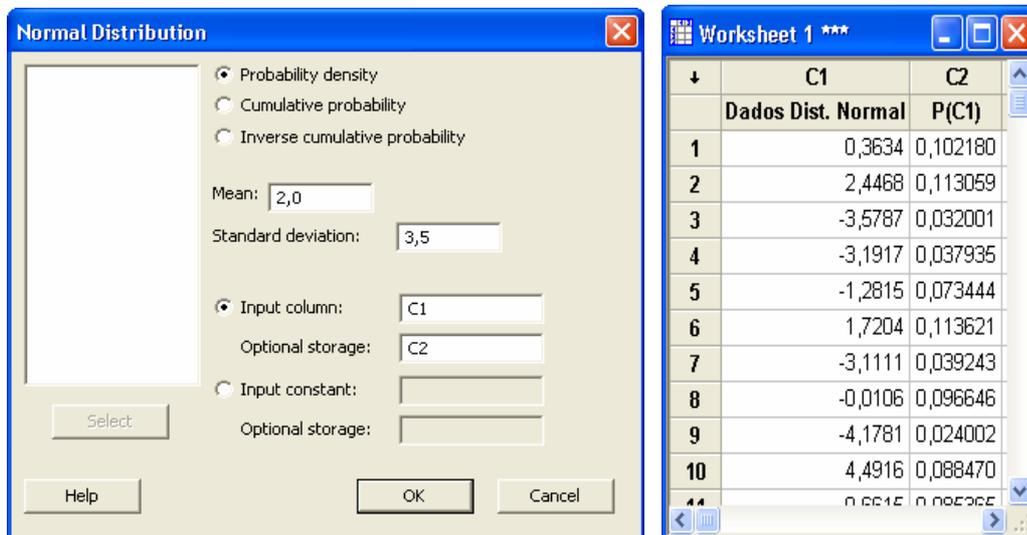 Normal Distribution
Probability density
Cumulative probability
Inverse cumulative probability
Mean: 2,0
Standard deviation: 3,5
Input column: C1
Optional storage: C2
Input constant:
Optional storage:
Select
Help OK Cancel
Worksheet 1 ***
C1 C2
Dados Dist. Normal P(C1)
1 0,3634 0,102180
2 2,4468 0,113059
3 -3,5787 0,032001
4 -3,1917 0,037935
5 -1,2815 0,073444
6 1,7204 0,113621
7 -3,1111 0,039243
8 -0,0106 0,096646
9 -4,1781 0,024002
10 4,4916 0,088470